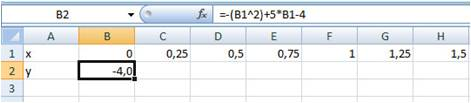 B2 fx =-(B1^2)+5*B1-4
A B C D E F G H
1 x 0 0,25 0,5 0,75 1 1,25 1,5
2 y -4,0
3